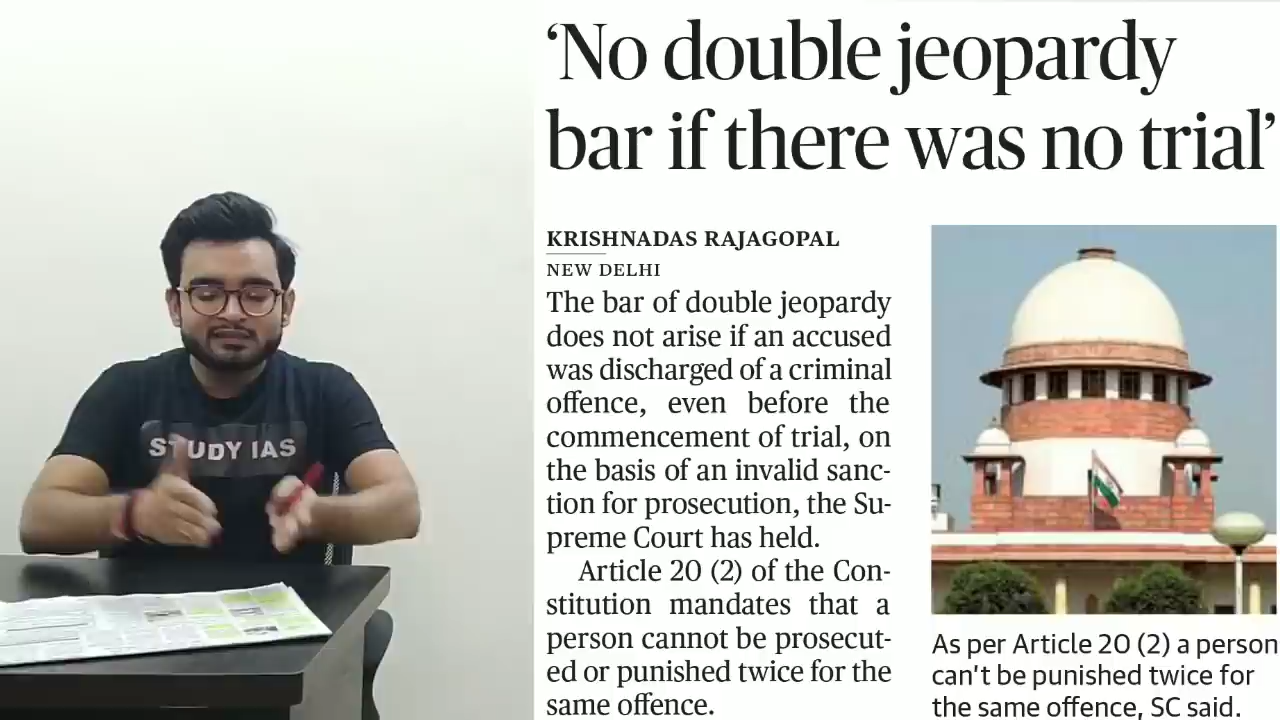 ‘No double jeopardy
bar if there was no trial’
KRISHNADAS RAJAGOPAL
NEW DELHI
The bar of double jeopardy
does not arise if an accused
was discharged of a criminal
offence, even before the
commencement of trial, on
the basis of an invalid sanc-
tion for prosecution, the Su-
preme Court has held.
Article 20 (2) of the Con-
stitution mandates that a
person cannot be prosecut-
ed or punished twice for the
same offence.
As per Article 20 (2) a person
can't be punished twice for
the same offence, SC said.
STUDY IAS